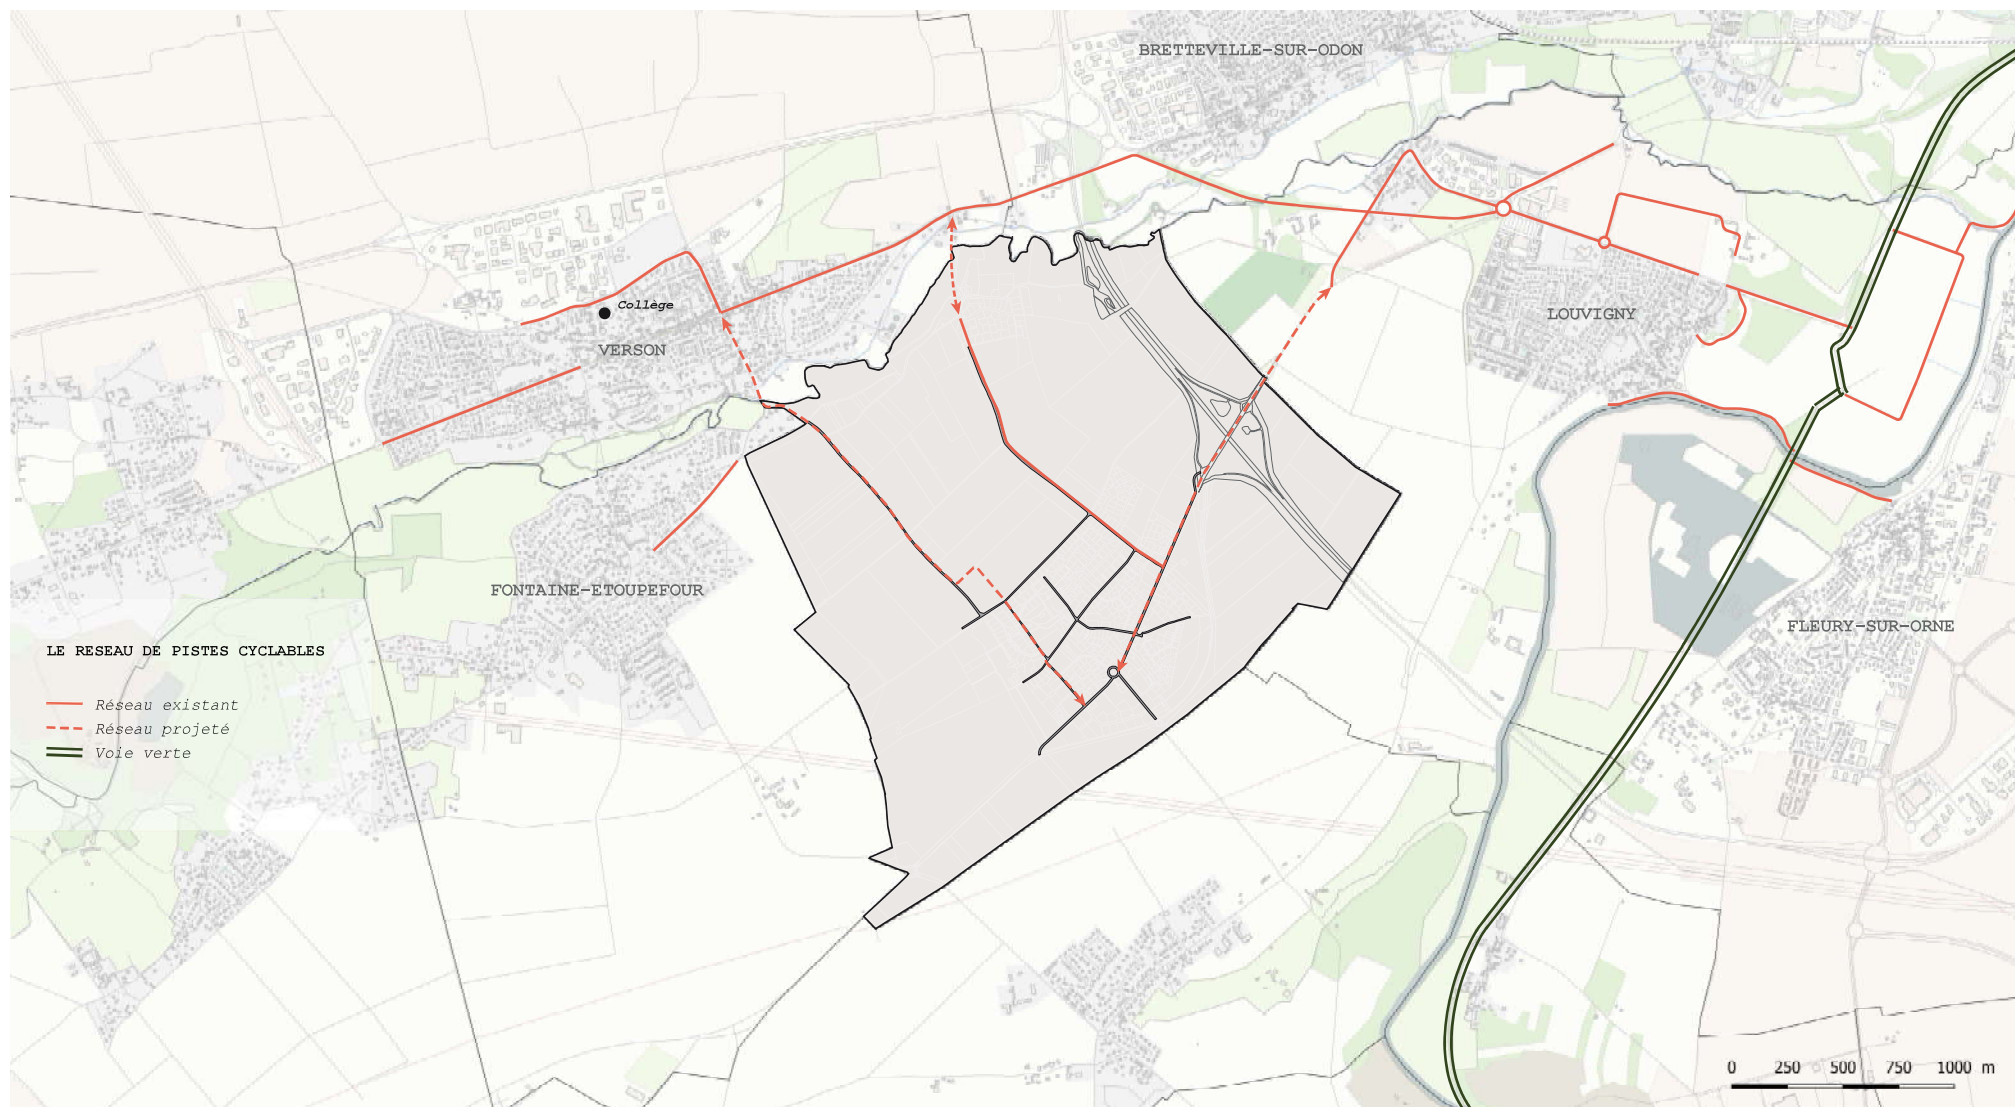 BRETTEVILLE-SUR-ODON
Collège
VERSON
LOUVIGNY
FONTAINE-ETOUPEFOUR
FLEURY-SUR-ORNE
LE RESEAU DE PISTES CYCLABLES
Réseau existant
Réseau projeté
Voie verte
0 250 500 750 1000 m